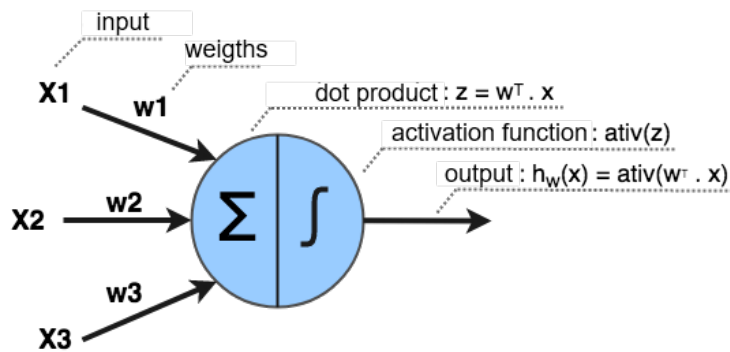 input
weigths
X1
w1
dot product : z = wᵀ . x
activation function : ativ(z)
output : h_w(x) = ativ(wᵀ . x)
X2
w2
Σ ∫
w3
X3